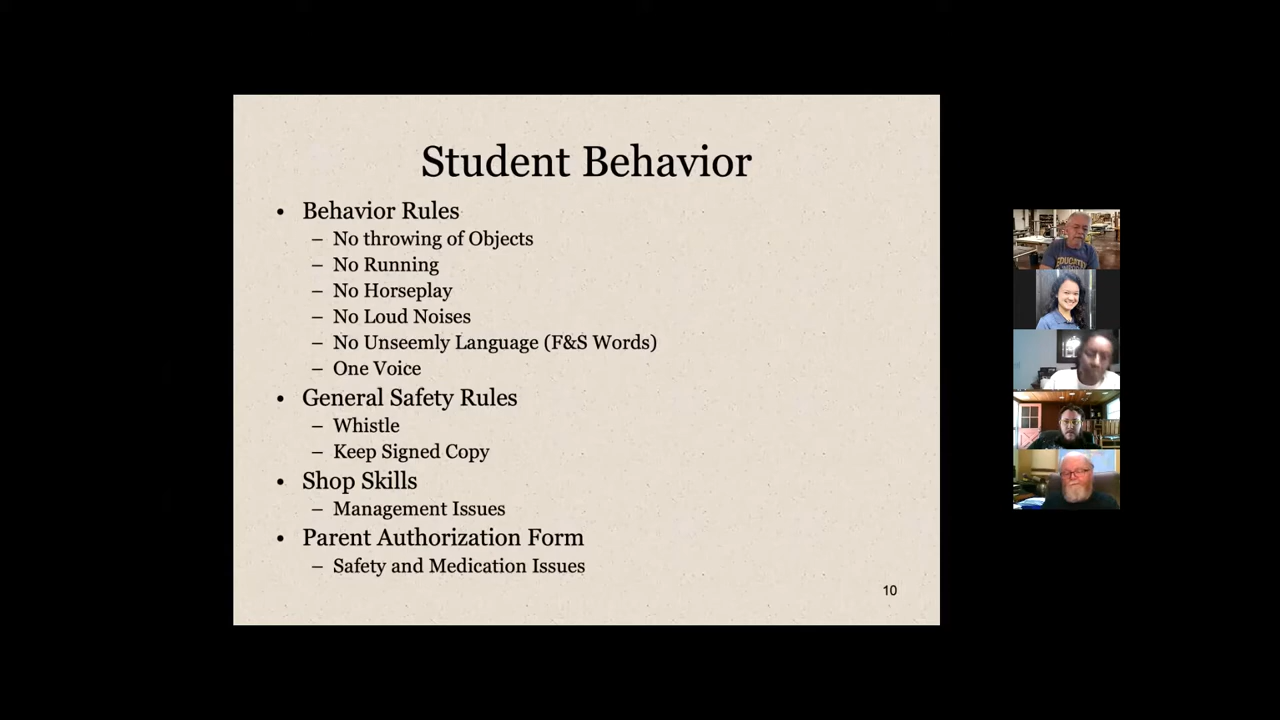 Student Behavior
• Behavior Rules
– No throwing of Objects
– No Running
– No Horseplay
– No Loud Noises
– No Unseemly Language (F&S Words)
– One Voice
• General Safety Rules
– Whistle
– Keep Signed Copy
• Shop Skills
– Management Issues
• Parent Authorization Form
– Safety and Medication Issues
10